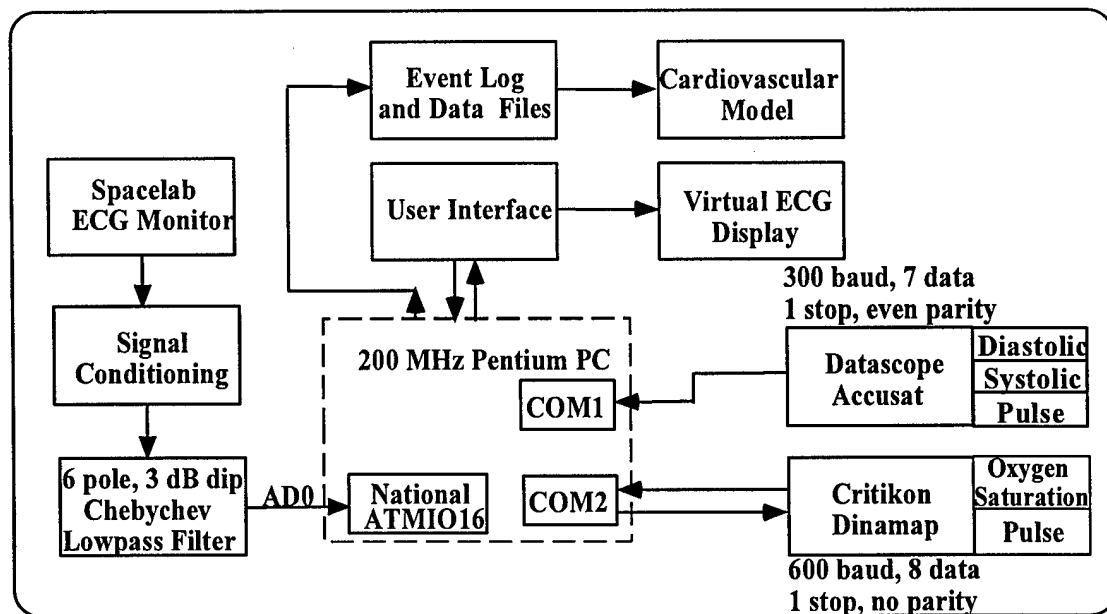 Event Log
and Data Files
Cardiovascular
Model
Spacelab
ECG Monitor
User Interface
Virtual ECG
Display
300 baud, 7 data
1 stop, even parity
Signal
Conditioning
200 MHz Pentium PC
COM1
Datascope
Accusat
Diastolic
Systolic
Pulse
6 pole, 3 dB dip
Chebychev
Lowpass Filter
AD0
National
ATMIO16
COM2
Critikon
Dinamap
Oxygen
Saturation
Pulse
600 baud, 8 data
1 stop, no parity